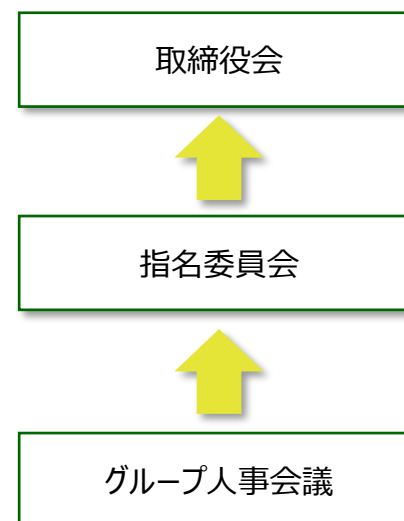 取締役会
指名委員会
グループ人事会議